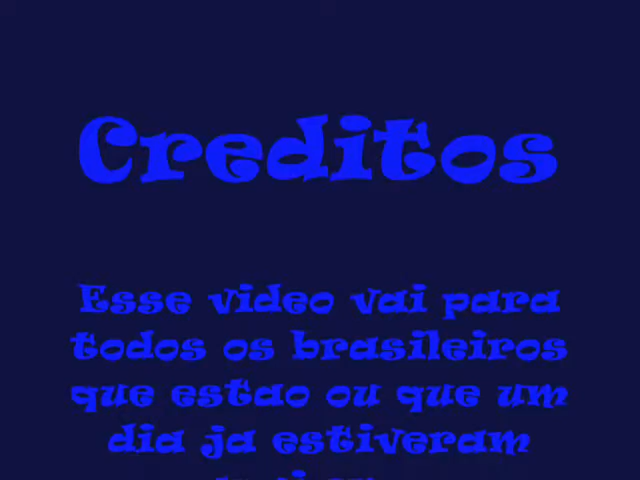 Creditos
Esse video vai para
todos os brasileiros
que estao ou que um
dia ja estiveram